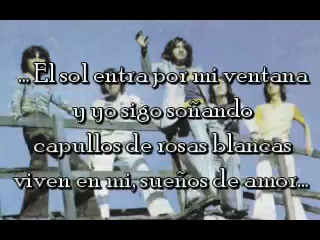 ... El sol entra por mi ventana
y yo sigo soñando
capullos de rosas blancas
viven en mi, sueños de amor...